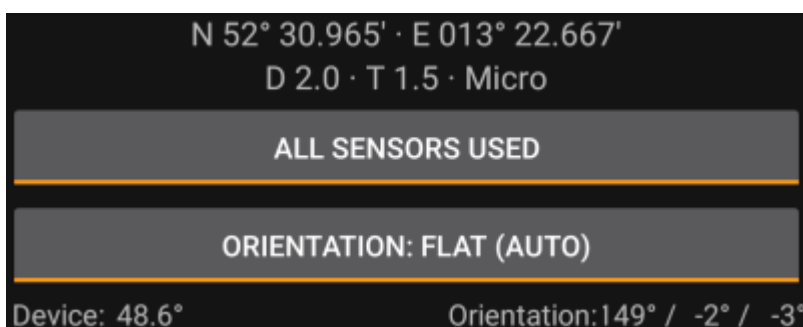 N 52° 30.965' · E 013° 22.667'
D 2.0 · T 1.5 · Micro
ALL SENSORS USED
ORIENTATION: FLAT (AUTO)
Device: 48.6° Orientation:149° / -2° / -3°